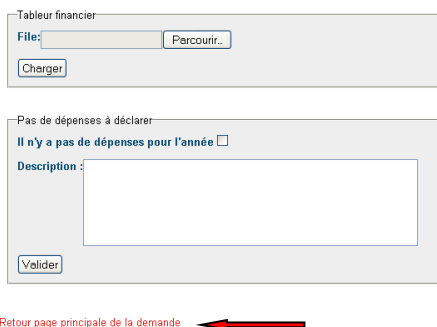 Tableur financier
File: Parcourir..
Charger
Pas de dépenses à déclarer
Il n'y a pas de dépenses pour l'année
Description :
Valider
Retour page principale de la demande